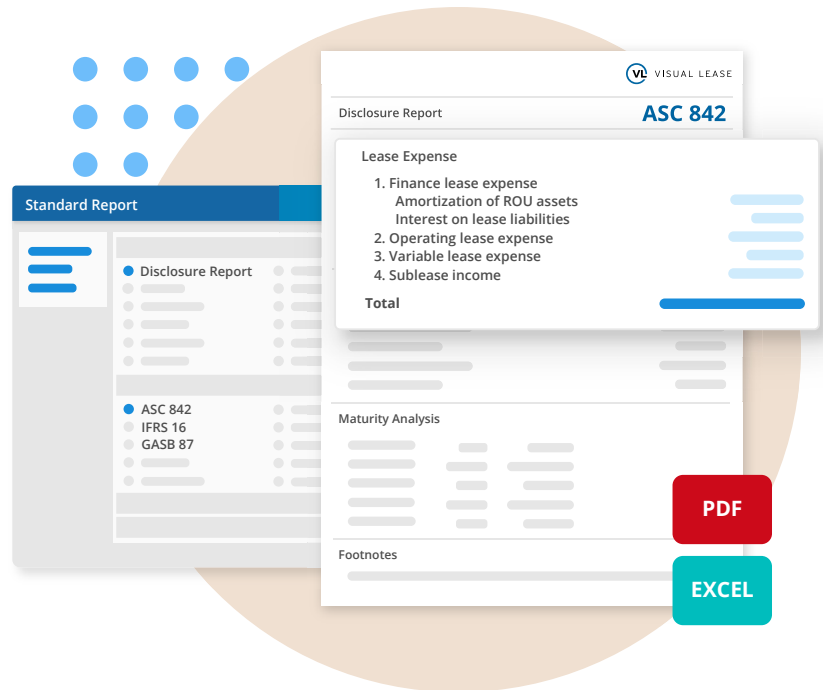 VL VISUAL LEASE
Disclosure Report ASC 842
Lease Expense
1. Finance lease expense
Amortization of ROU assets
Interest on lease liabilities
2. Operating lease expense
3. Variable lease expense
4. Sublease income
Total
Standard Report
Disclosure Report
ASC 842
IFRS 16
GASB 87
Maturity Analysis
Footnotes
PDF
EXCEL